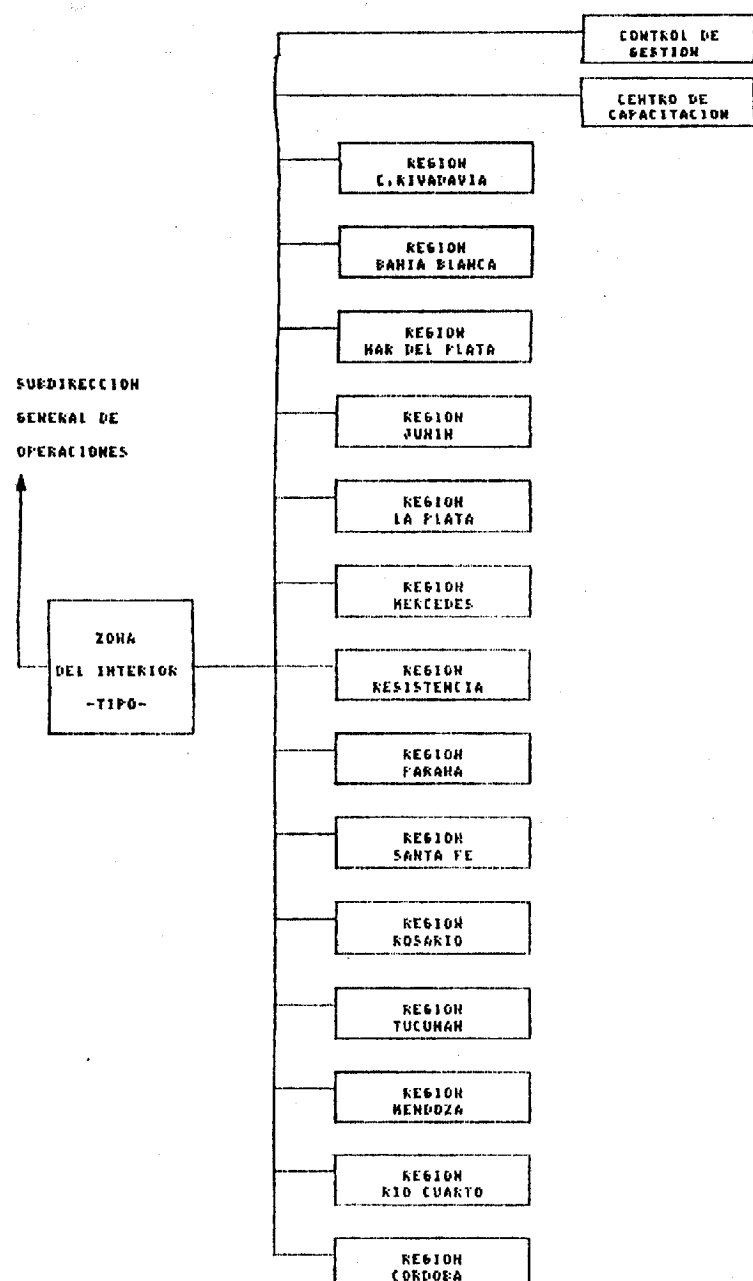 CONTROL DE
GESTION
CENTRO DE
CAPACITACION
REGION
C.RIVADAVIA
REGION
BAHIA BLANCA
REGION
MAR DEL PLATA
SUBDIRECCION
GENERAL DE
OPERACIONES
REGION
JUNIN
REGION
LA PLATA
REGION
MERCEDES
ZONA
DEL INTERIOR
-TIPO-
REGION
RESISTENCIA
REGION
PARANA
REGION
SANTA FE
REGION
ROSARIO
REGION
TUCUMAN
REGION
MENDOZA
REGION
RIO CUARTO
REGION
CORDOBA